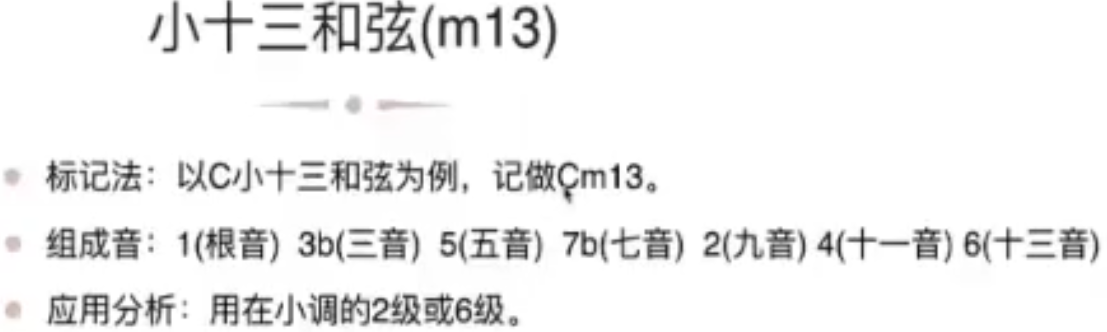 小十三和弦(m13)
标记法：以C小十三和弦为例，记做Cm13。
组成音：1(根音) 3b(三音) 5(五音) 7b(七音) 2(九音) 4(十一音) 6(十三音)
应用分析：用在小调的2级或6级。